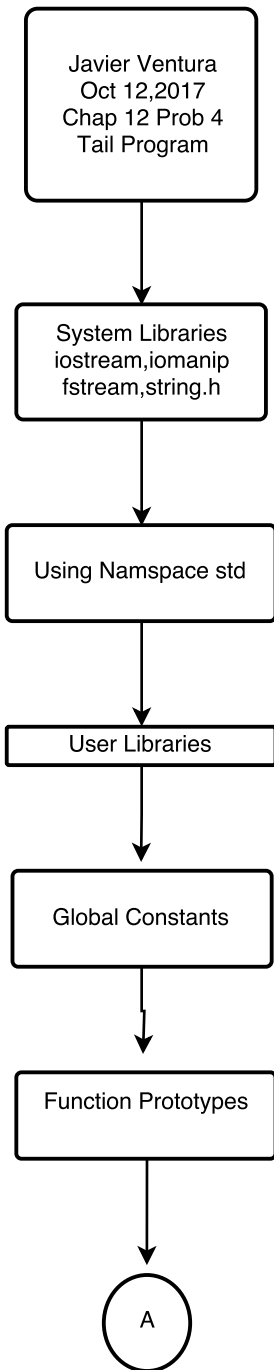 Javier Ventura
Oct 12,2017
Chap 12 Prob 4
Tail Program
System Libraries
iostream,iomanip
fstream,string.h
Using Namspace std
User Libraries
Global Constants
Function Prototypes
A